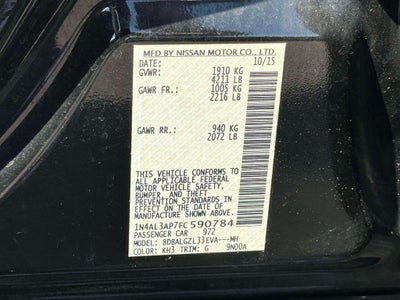 MFD BY NISSAN MOTOR CO., LTD.
DATE: 10/15
GVWR: 1910 KG
4211 LB
GAWR FR: 1005 KG
2216 LB
GAWR RR: 940 KG
2072 LB
THIS VEHICLE CONFORMS TO
ALL APPLICABLE FEDERAL
MOTOR VEHICLE SAFETY,
BUMPER, AND THEFT
PREVENTION STANDARDS IN
EFFECT ON THE DATE OF
MANUFACTURE SHOWN ABOVE.
1N4AL3AP7FC590784
PASSENGER CAR 972
MODEL: BDBALGZL33EVA---MH
COLOR: KH3 TRIM: G 9N00A